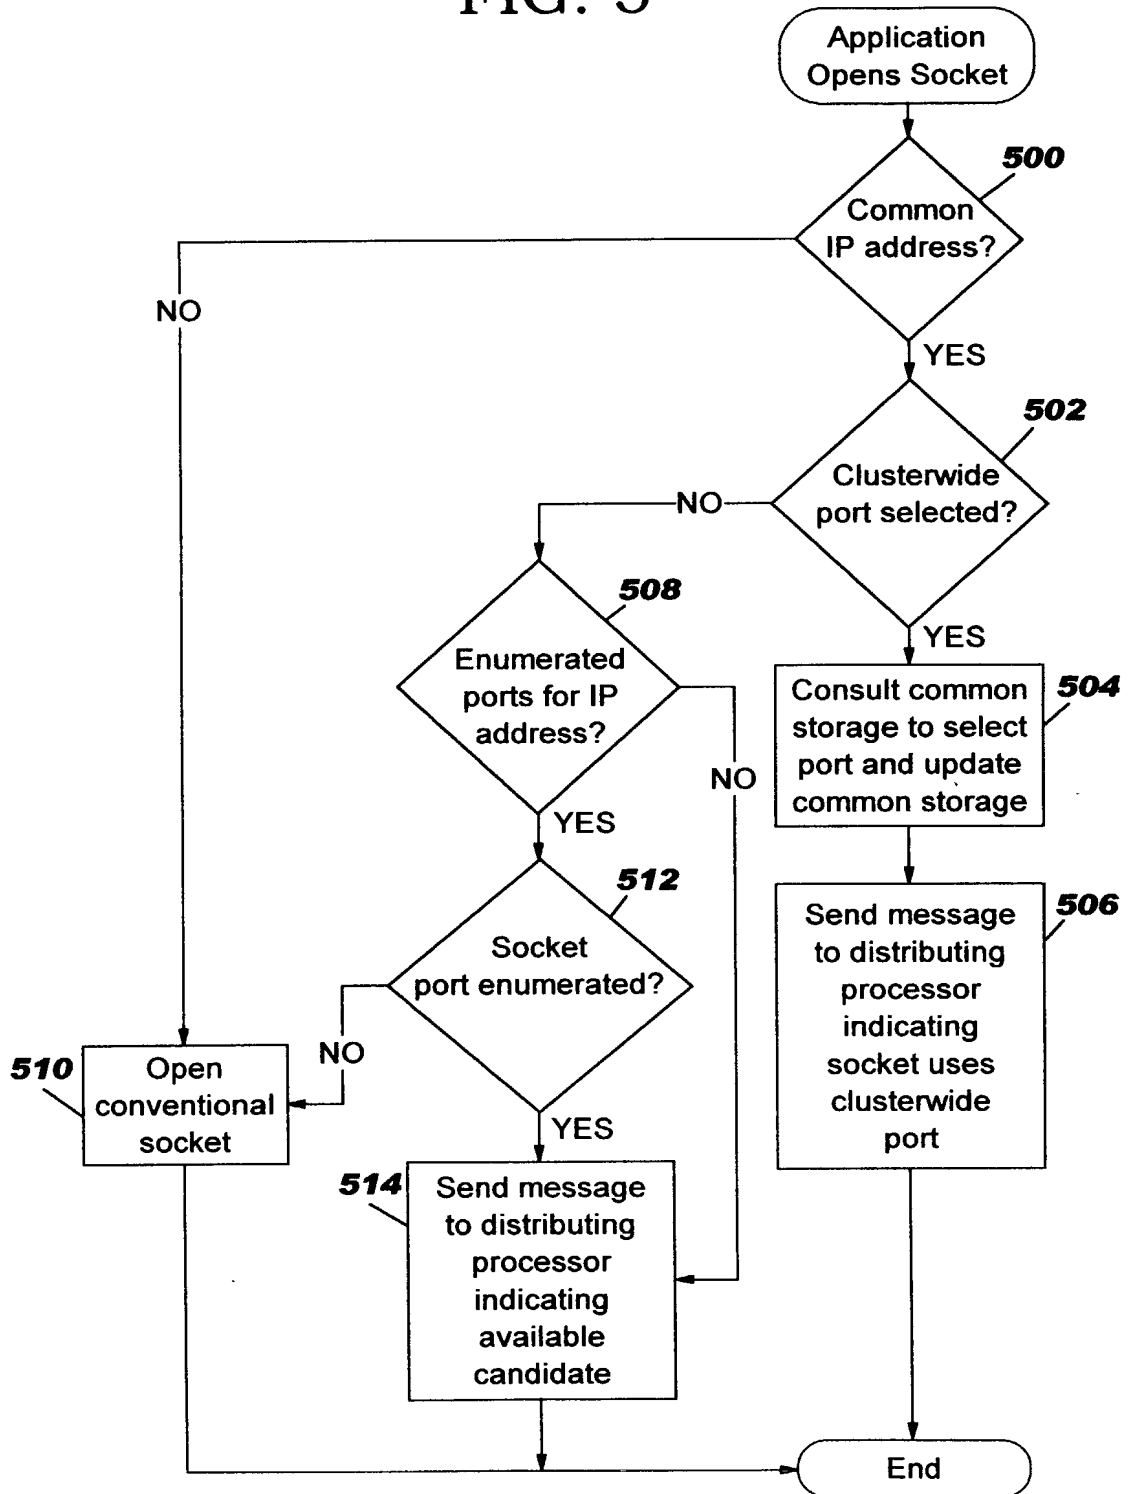 FIG. 5
Application
Opens Socket
500
Common
IP address?
NO
YES
502
Clusterwide
port selected?
NO
YES
508
Enumerated
ports for IP
address?
NO
YES
504
Consult common
storage to select
port and update
common storage
512
Socket
port enumerated?
NO
YES
506
Send message
to distributing
processor
indicating
socket uses
clusterwide
port
510
Open
conventional
socket
514
Send message
to distributing
processor
indicating
available
candidate
End